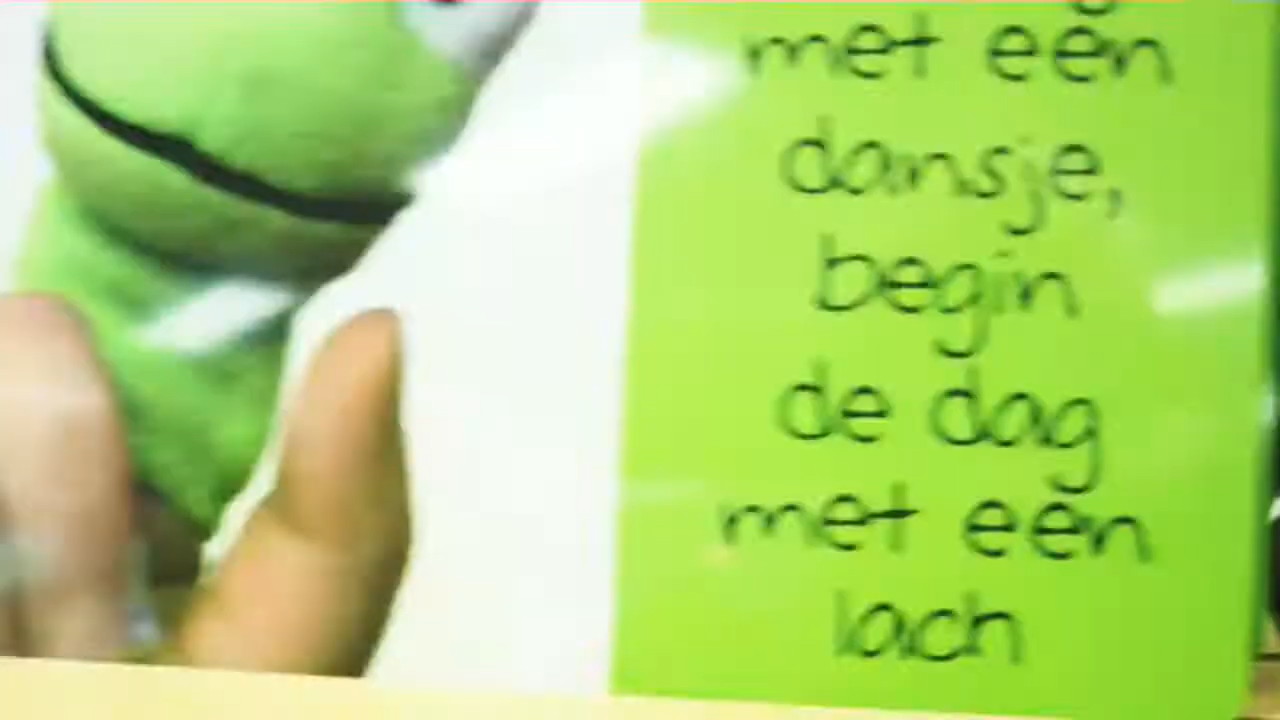 met een
dansje,
begin
de dag
met een
lach